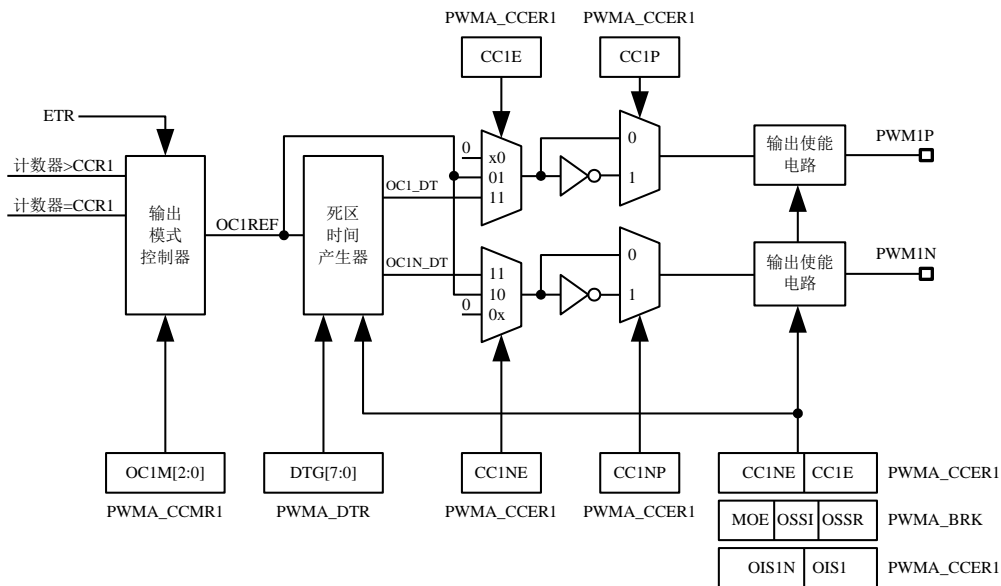 PWMA_CCER1
PWMA_CCER1
CC1E
CC1P
ETR
计数器>CCR1
计数器=CCR1
输出
模式
控制器
OC1REF
死区
时间
产生器
OC1_DT
OC1N_DT
0
x0
01
11
11
10
0x
0
0
1
0
1
输出使能
电路
PWM1P
输出使能
电路
PWM1N
OC1M[2:0]
PWMA_CCMR1
DTG[7:0]
PWMA_DTR
CC1NE
PWMA_CCER1
CC1NP
PWMA_CCER1
CC1NE CC1E PWMA_CCER1
MOE OSSI OSSR PWMA_BRK
OIS1N OIS1 PWMA_CCER1